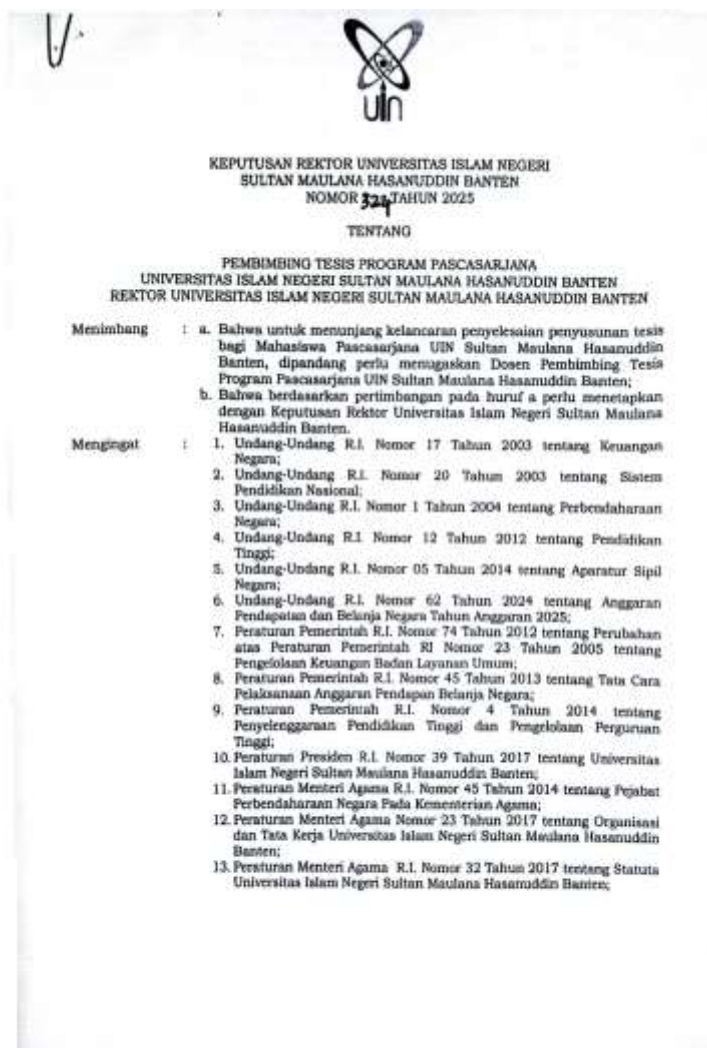 UIN
KEPUTUSAN REKTOR UNIVERSITAS ISLAM NEGERI
SULTAN MAULANA HASANUDDIN BANTEN
NOMOR 324 TAHUN 2025
TENTANG
PEMBIMBING TESIS PROGRAM PASCASARJANA
UNIVERSITAS ISLAM NEGERI SULTAN MAULANA HASANUDDIN BANTEN
REKTOR UNIVERSITAS ISLAM NEGERI SULTAN MAULANA HASANUDDIN BANTEN
Menimbang : a. Bahwa untuk menunjang kelancaran penyelesaian penyusunan tesis
bagi Mahasiswa Pascasarjana UIN Sultan Maulana Hasanuddin
Banten, dipandang perlu menugaskan Dosen Pembimbing Tesis
Program Pascasarjana UIN Sultan Maulana Hasanuddin Banten;
b. Bahwa berdasarkan pertimbangan pada huruf a perlu menetapkan
dengan Keputusan Rektor Universitas Islam Negeri Sultan Maulana
Hasanuddin Banten.
Mengingat : 1. Undang-Undang R.I. Nomor 17 Tahun 2003 tentang Keuangan
Negara;
2. Undang-Undang R.I. Nomor 20 Tahun 2003 tentang Sistem
Pendidikan Nasional;
3. Undang-Undang R.I. Nomor 1 Tahun 2004 tentang Perbendaharaan
Negara;
4. Undang-Undang R.I. Nomor 12 Tahun 2012 tentang Pendidikan
Tinggi;
5. Undang-Undang R.I. Nomor 05 Tahun 2014 tentang Aparatur Sipil
Negara;
6. Undang-Undang R.I. Nomor 62 Tahun 2024 tentang Anggaran
Pendapatan dan Belanja Negara Tahun Anggaran 2025;
7. Peraturan Pemerintah R.I. Nomor 74 Tahun 2012 tentang Perubahan
atas Peraturan Pemerintah RI Nomor 23 Tahun 2005 tentang
Pengelolaan Keuangan Badan Layanan Umum;
8. Peraturan Pemerintah R.I. Nomor 45 Tahun 2013 tentang Tata Cara
Pelaksanaan Anggaran Pendapan Belanja Negara;
9. Peraturan Pemerintah R.I. Nomor 4 Tahun 2014 tentang
Penyelenggaraan Pendidikan Tinggi dan Pengelolaan Perguruan
Tinggi;
10. Peraturan Presiden R.I. Nomor 39 Tahun 2017 tentang Universitas
Islam Negeri Sultan Maulana Hasanuddin Banten;
11. Peraturan Menteri Agama R.I. Nomor 45 Tahun 2014 tentang Pejabat
Perbendaharaan Negara Pada Kementerian Agama;
12. Peraturan Menteri Agama Nomor 23 Tahun 2017 tentang Organisasi
dan Tata Kerja Universitas Islam Negeri Sultan Maulana Hasanuddin
Banten;
13. Peraturan Menteri Agama R.I. Nomor 32 Tahun 2017 tentang Statuta
Universitas Islam Negeri Sultan Maulana Hasanuddin Banten;